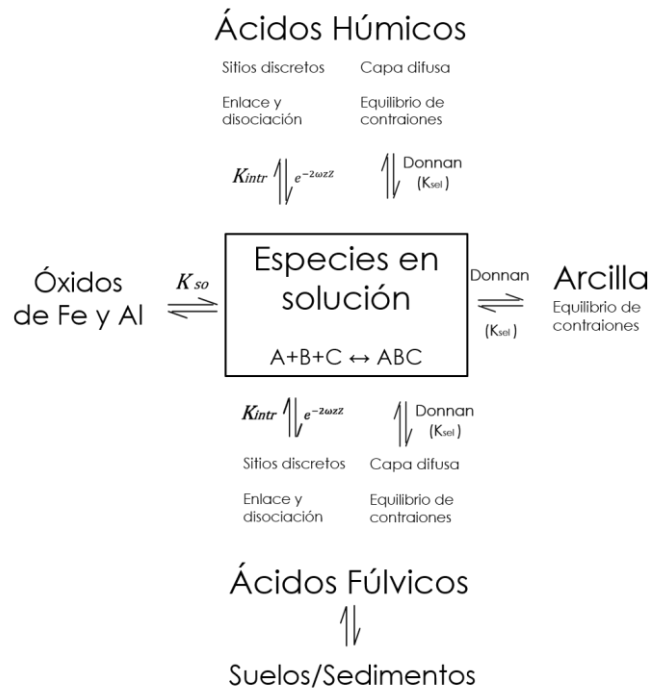 Ácidos Húmicos
Sitios discretos
Capa difusa
Enlace y
disociación
Equilibrio de
contraiones
Kintr
e^{-2ωzZ}
Donnan
(Ksel)
Óxidos
de Fe y Al
Kso
Especies en
solución
A+B+C ↔ ABC
Donnan
(Ksel)
Arcilla
Equilibrio de
contraiones
Kintr
e^{-2ωzZ}
Donnan
(Ksel)
Sitios discretos
Capa difusa
Enlace y
disociación
Equilibrio de
contraiones
Ácidos Fúlvicos
Suelos/Sedimentos